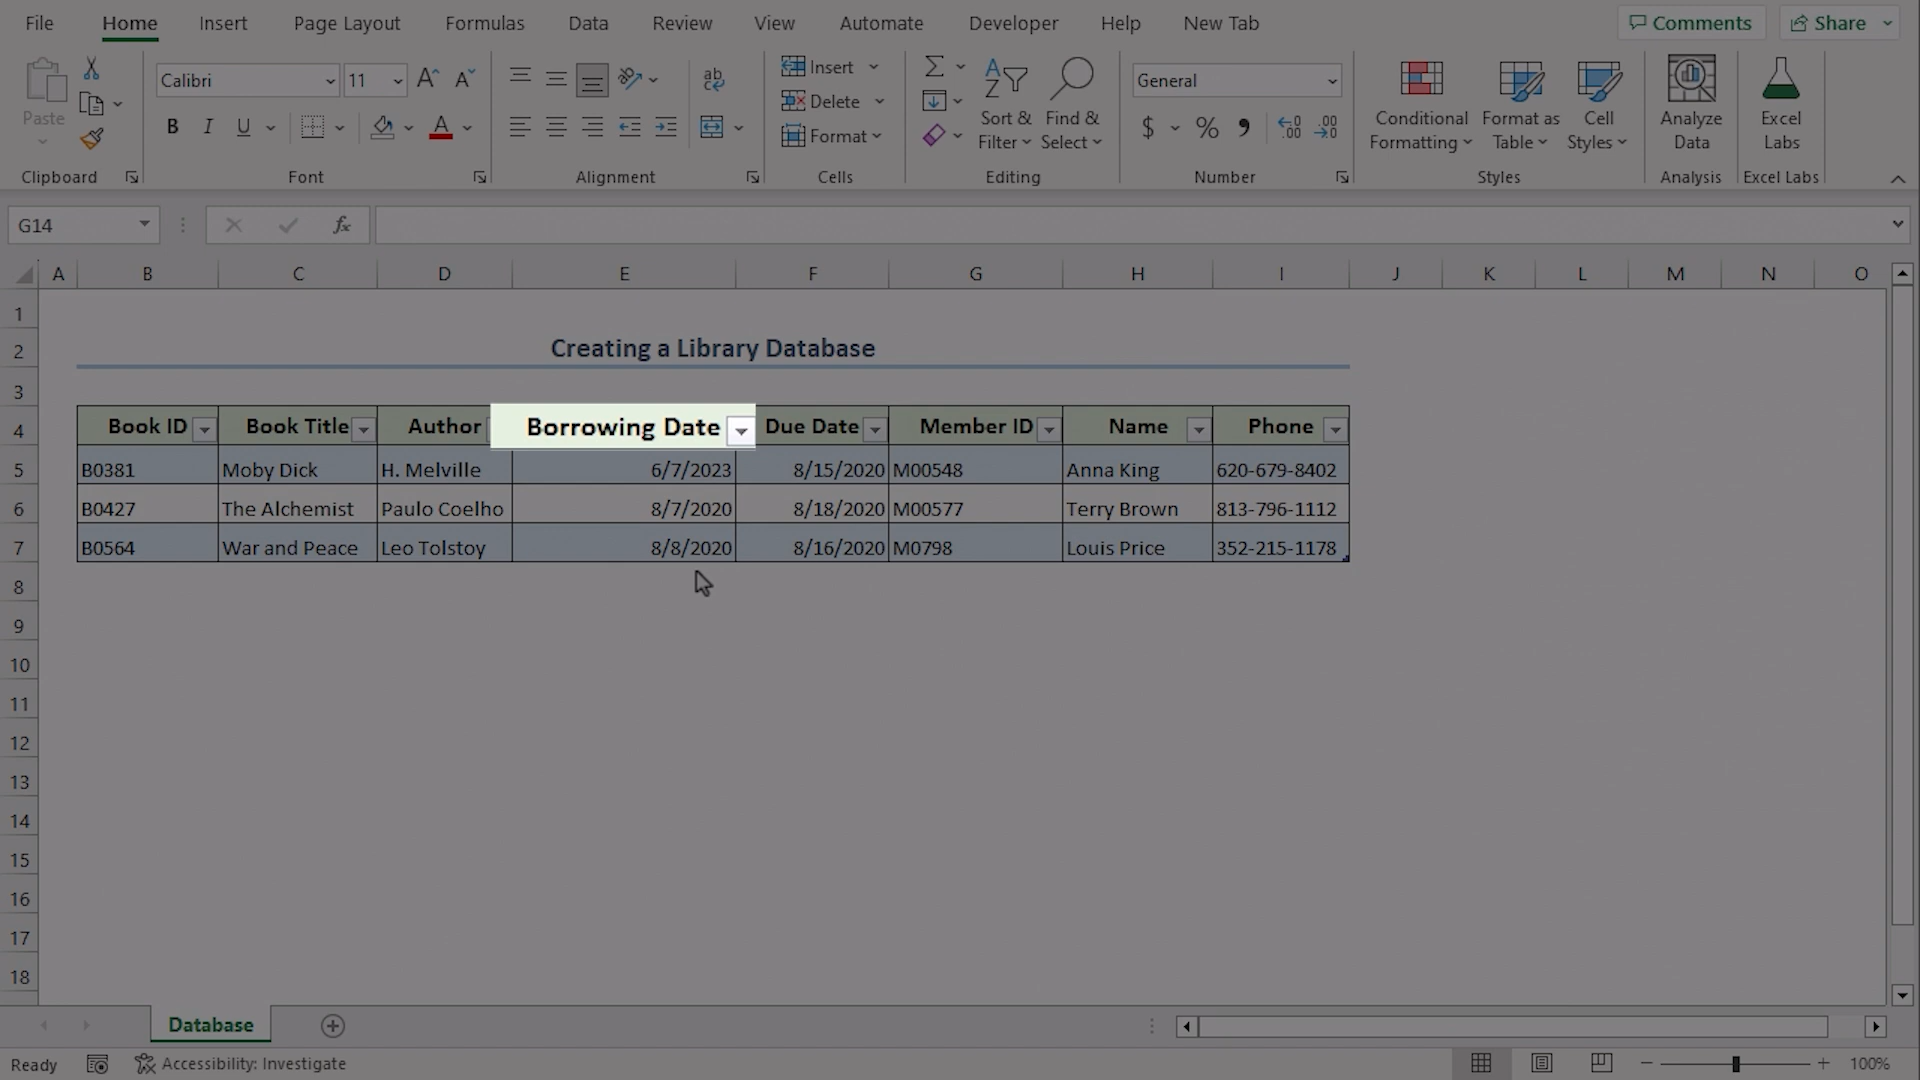 File Home Insert Page Layout Formulas Data Review View Automate Developer Help New Tab Comments Share
Paste Calibri 11 A^ Aˇ ab c Insert Sort & Filter Find & Select General Conditional Formatting Format as Table Cell Styles Analyze Data Excel Labs
B I U A Delete Format $ % 9 .00 .00
Clipboard Font Alignment Cells Editing Number Styles Analysis Excel Labs
G14 fx
A B C D E F G H I J K L M N O
1
2 Creating a Library Database
3
4 Book ID Book Title Author Borrowing Date Due Date Member ID Name Phone
5 B0381 Moby Dick H. Melville 6/7/2023 8/15/2020 M00548 Anna King 620-679-8402
6 B0427 The Alchemist Paulo Coelho 8/7/2020 8/18/2020 M00577 Terry Brown 813-796-1112
7 B0564 War and Peace Leo Tolstoy 8/8/2020 8/16/2020 M0798 Louis Price 352-215-1178
8
9
10
11
12
13
14
15
16
17
18
Database
Ready Accessibility: Investigate 100%